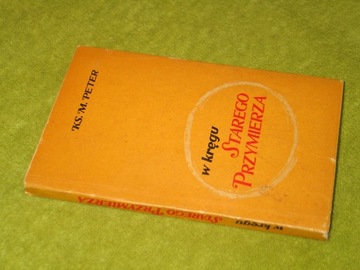 KS. M. PETER
w kręgu
STAREGO
PRZYMIERZA
w kręgu
STAREGO PRZYMIERZA